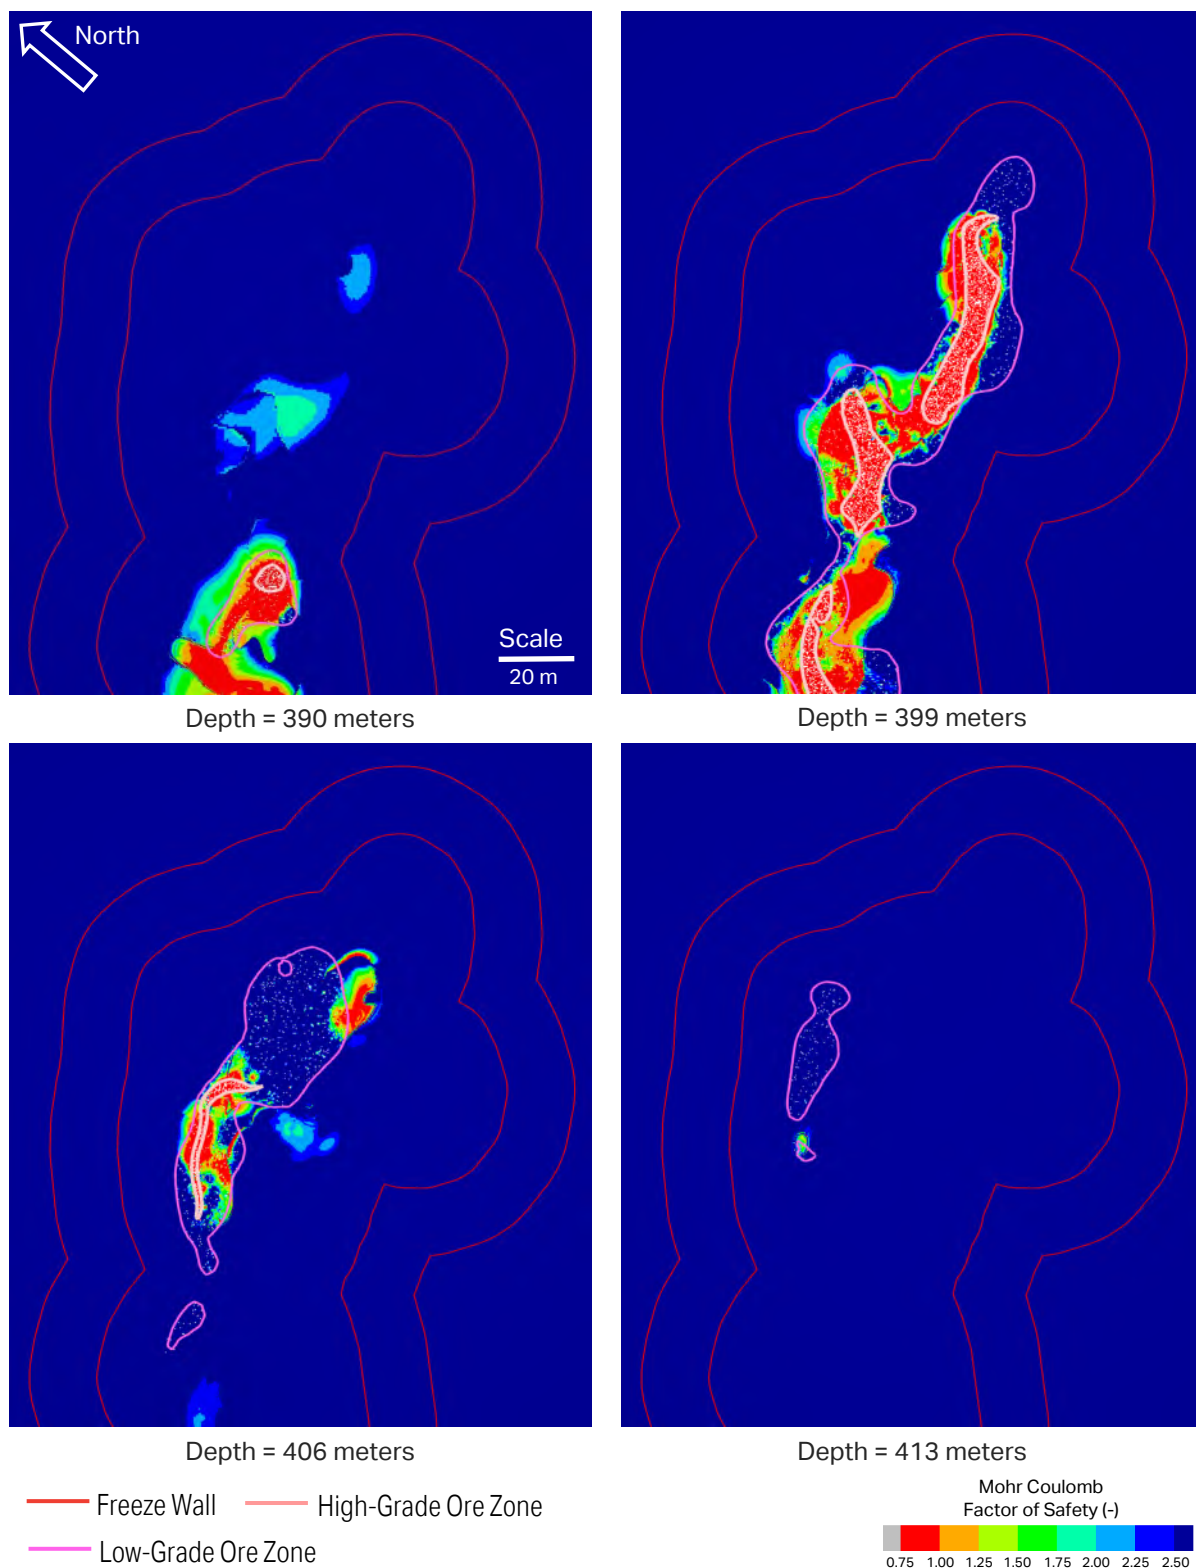 North
Scale
20 m
Depth = 390 meters
Depth = 399 meters
Depth = 406 meters
Depth = 413 meters
Freeze Wall
High-Grade Ore Zone
Low-Grade Ore Zone
Mohr Coulomb
Factor of Safety (-)
0.75 1.00 1.25 1.50 1.75 2.00 2.25 2.50